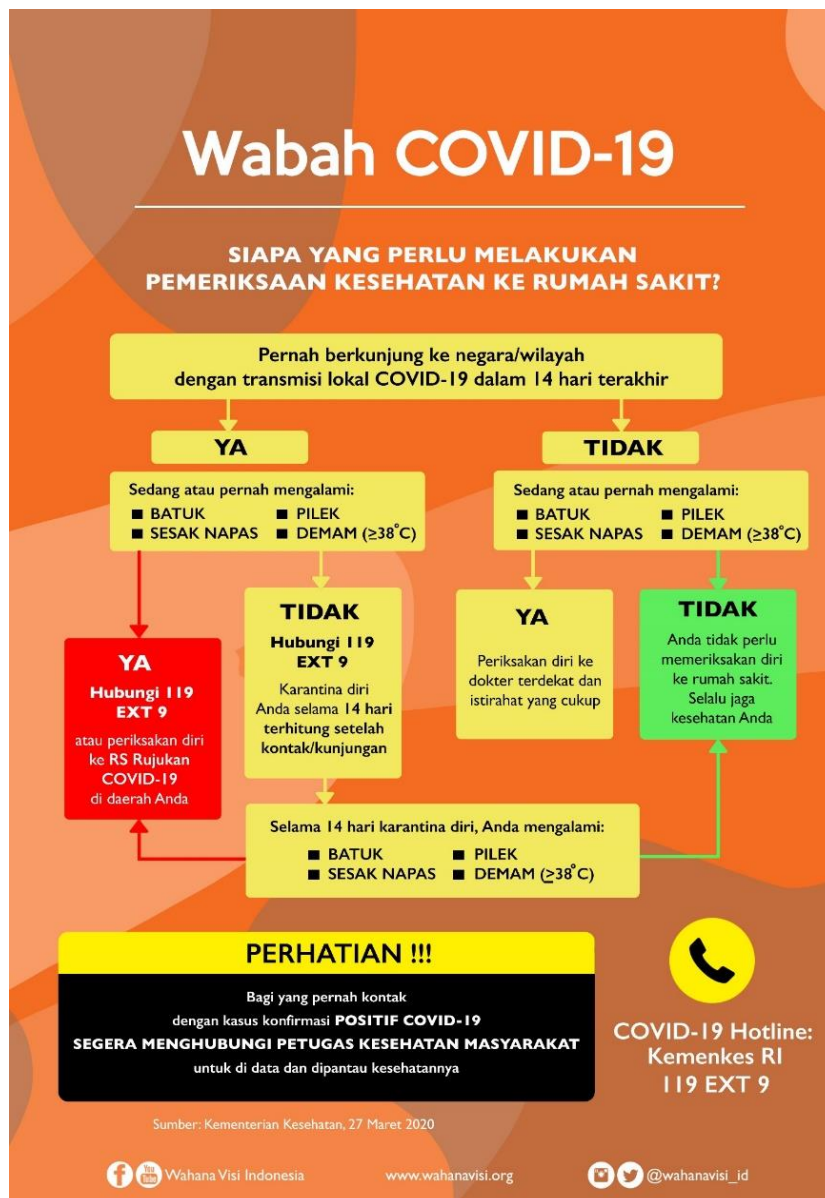 Wabah COVID-19
SIAPA YANG PERLU MELAKUKAN
PEMERIKSAAN KESEHATAN KE RUMAH SAKIT?
Pernah berkunjung ke negara/wilayah
dengan transmisi lokal COVID-19 dalam 14 hari terakhir
YA
Sedang atau pernah mengalami:
■ BATUK ■ PILEK
■ SESAK NAPAS ■ DEMAM (≥38°C)
TIDAK
Sedang atau pernah mengalami:
■ BATUK ■ PILEK
■ SESAK NAPAS ■ DEMAM (≥38°C)
YA
Hubungi 119
EXT 9
atau periksakan diri
ke RS Rujukan
COVID-19
di daerah Anda
TIDAK
Hubungi 119
EXT 9
Karantina diri
Anda selama 14 hari
terhitung setelah
kontak/kunjungan
YA
Periksakan diri ke
dokter terdekat dan
istirahat yang cukup
TIDAK
Anda tidak perlu
memeriksakan diri
ke rumah sakit.
Selalu jaga
kesehatan Anda
Selama 14 hari karantina diri, Anda mengalami:
■ BATUK ■ PILEK
■ SESAK NAPAS ■ DEMAM (≥38°C)
PERHATIAN !!!
Bagi yang pernah kontak
dengan kasus konfirmasi POSITIF COVID-19
SEGERA MENGHUBUNGI PETUGAS KESEHATAN MASYARAKAT
untuk di data dan dipantau kesehatannya
COVID-19 Hotline:
Kemenkes RI
119 EXT 9
Sumber: Kementerian Kesehatan, 27 Maret 2020
You Tube Wahana Visi Indonesia
www.wahanavisi.org
@wahanavisi_id